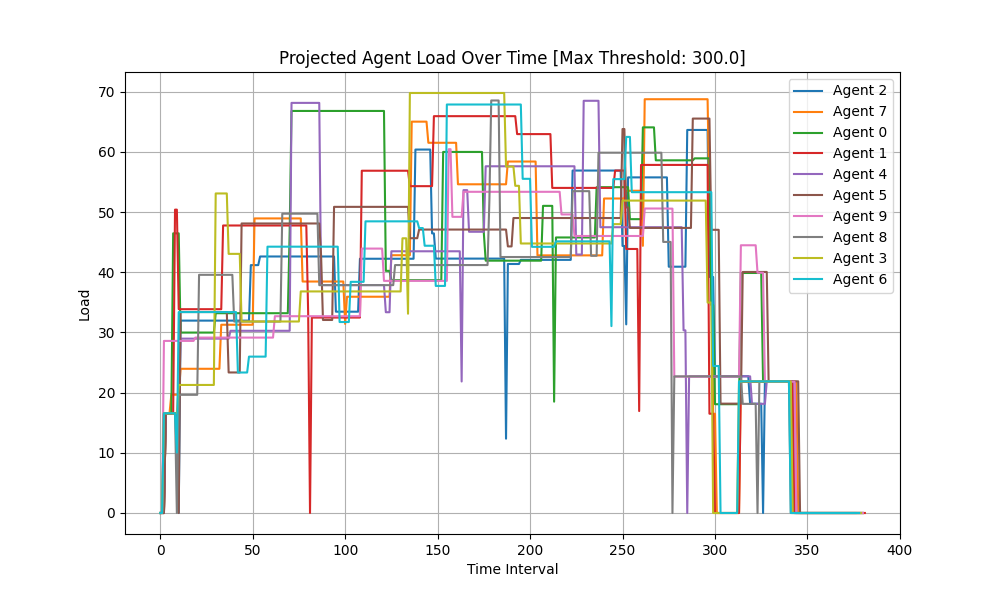 Projected Agent Load Over Time [Max Threshold: 300.0]
Load
70
60
50
40
30
20
10
0
0 50 100 150 200 250 300 350 400
Time Interval
Agent 2
Agent 7
Agent 0
Agent 1
Agent 4
Agent 5
Agent 9
Agent 8
Agent 3
Agent 6